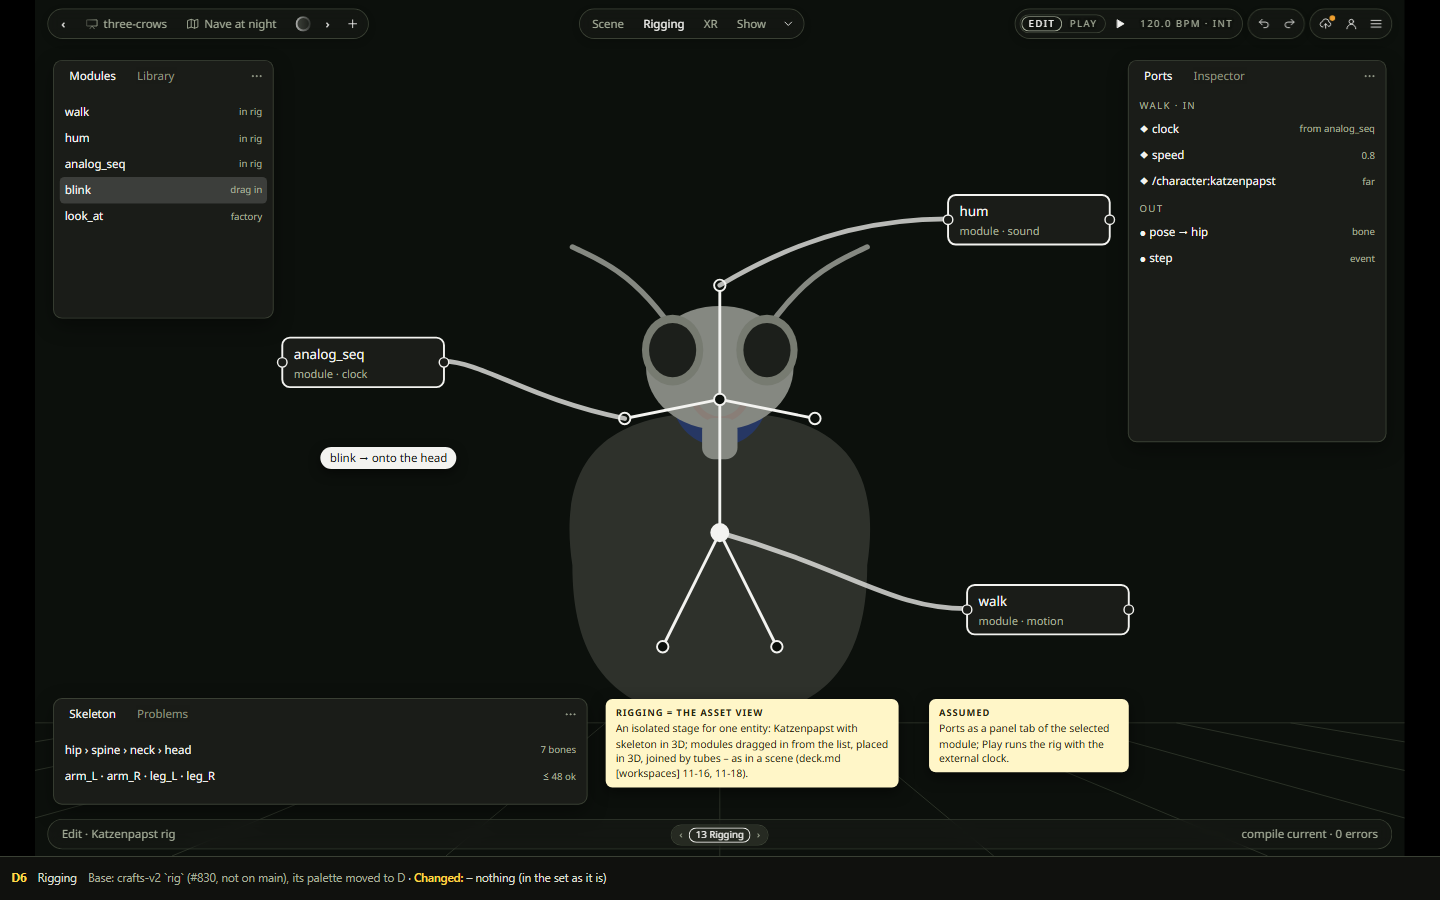 ‹ three-crows Nave at night › +
Scene Rigging XR Show
EDIT PLAY 120.0 BPM · INT
Modules Library ···
walk in rig
hum in rig
analog_seq in rig
blink drag in
look_at factory
Ports Inspector ···
WALK · IN
◆ clock from analog_seq
◆ speed 0.8
◆ /character:katzenpapst far
OUT
● pose → hip bone
● step event
hum
module · sound
analog_seq
module · clock
blink → onto the head
walk
module · motion
Skeleton Problems ···
hip › spine › neck › head 7 bones
arm_L · arm_R · leg_L · leg_R ≤ 48 ok
RIGGING = THE ASSET VIEW
An isolated stage for one entity: Katzenpapst with
skeleton in 3D; modules dragged in from the list, placed
in 3D, joined by tubes – as in a scene (deck.md
[workspaces] 11-16, 11-18).
ASSUMED
Ports as a panel tab of the selected
module; Play runs the rig with the
external clock.
Edit · Katzenpapst rig
‹ 13 Rigging ›
compile current · 0 errors
D6 Rigging Base: crafts-v2 `rig` (#830, not on main), its palette moved to D · Changed: – nothing (in the set as it is)